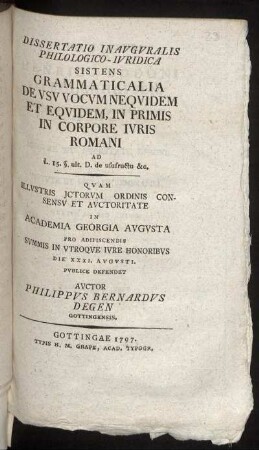 DISSERTATIO INAVGVRALIS
PHILOLOGICO-IVRIDICA
SISTENS
GRAMMATICALIA
DE VSV VOCVM NEQVIDEM
ET EQVIDEM, IN PRIMIS
IN CORPORE IVRIS
ROMANI
AD
l. 15. §. ult. D. de usufructu &c.
QVAM
ILLVSTRIS JCTORVM ORDINIS CON-
SENSV ET AVCTORITATE
IN
ACADEMIA GEORGIA AVGVSTA
PRO ADIPISCENDIS
SVMMIS IN VTROQVE IVRE HONORIBVS
DIE XXXI. AVGVSTI.
PVBLICE DEFENDET
AVCTOR
PHILIPPVS BERNARDVS
DEGEN
GOTTINGENSIS.
GOTTINGAE 1797.
TYPIS H. M. GRAPE, ACAD. TYPOGR.